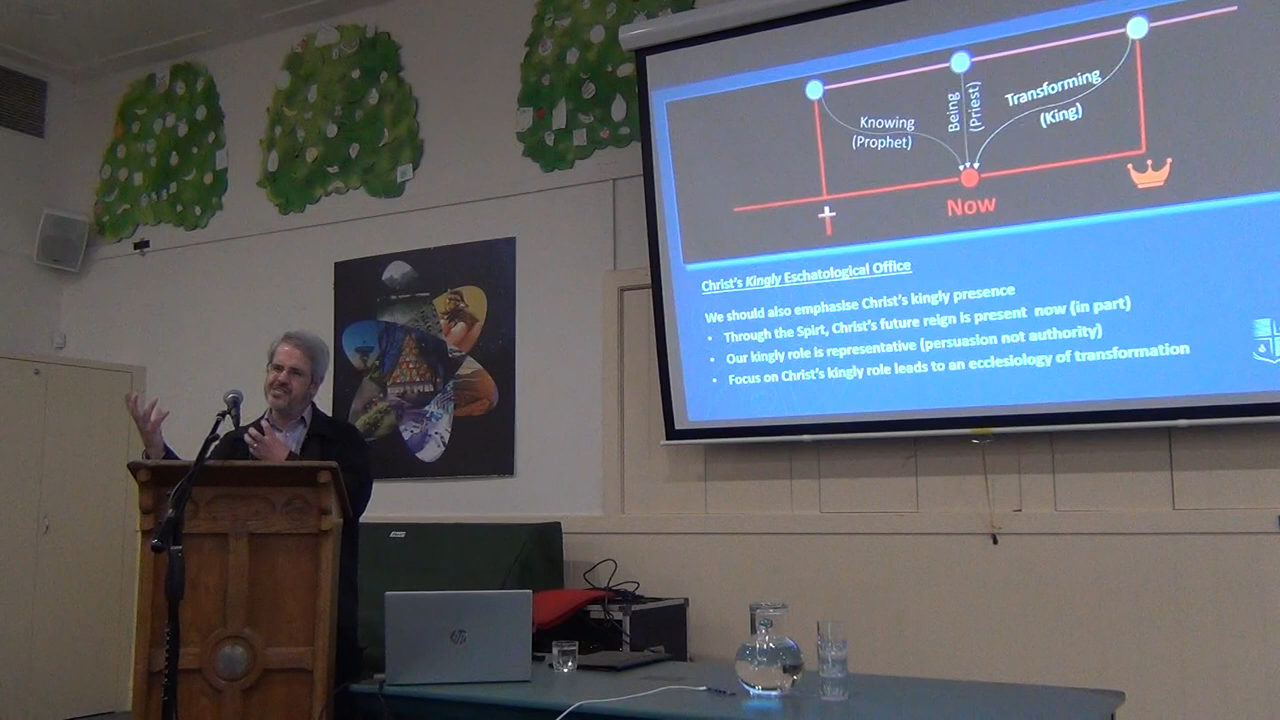 Knowing
(Prophet)
Being
(Priest)
Transforming
(King)
Now
Christ's Kingly Eschatological Office
We should also emphasise Christ's kingly presence
• Through the Spirt, Christ's future reign is present now (in part)
• Our kingly role is representative (persuasion not authority)
• Focus on Christ's kingly role leads to an ecclesiology of transformation
hp